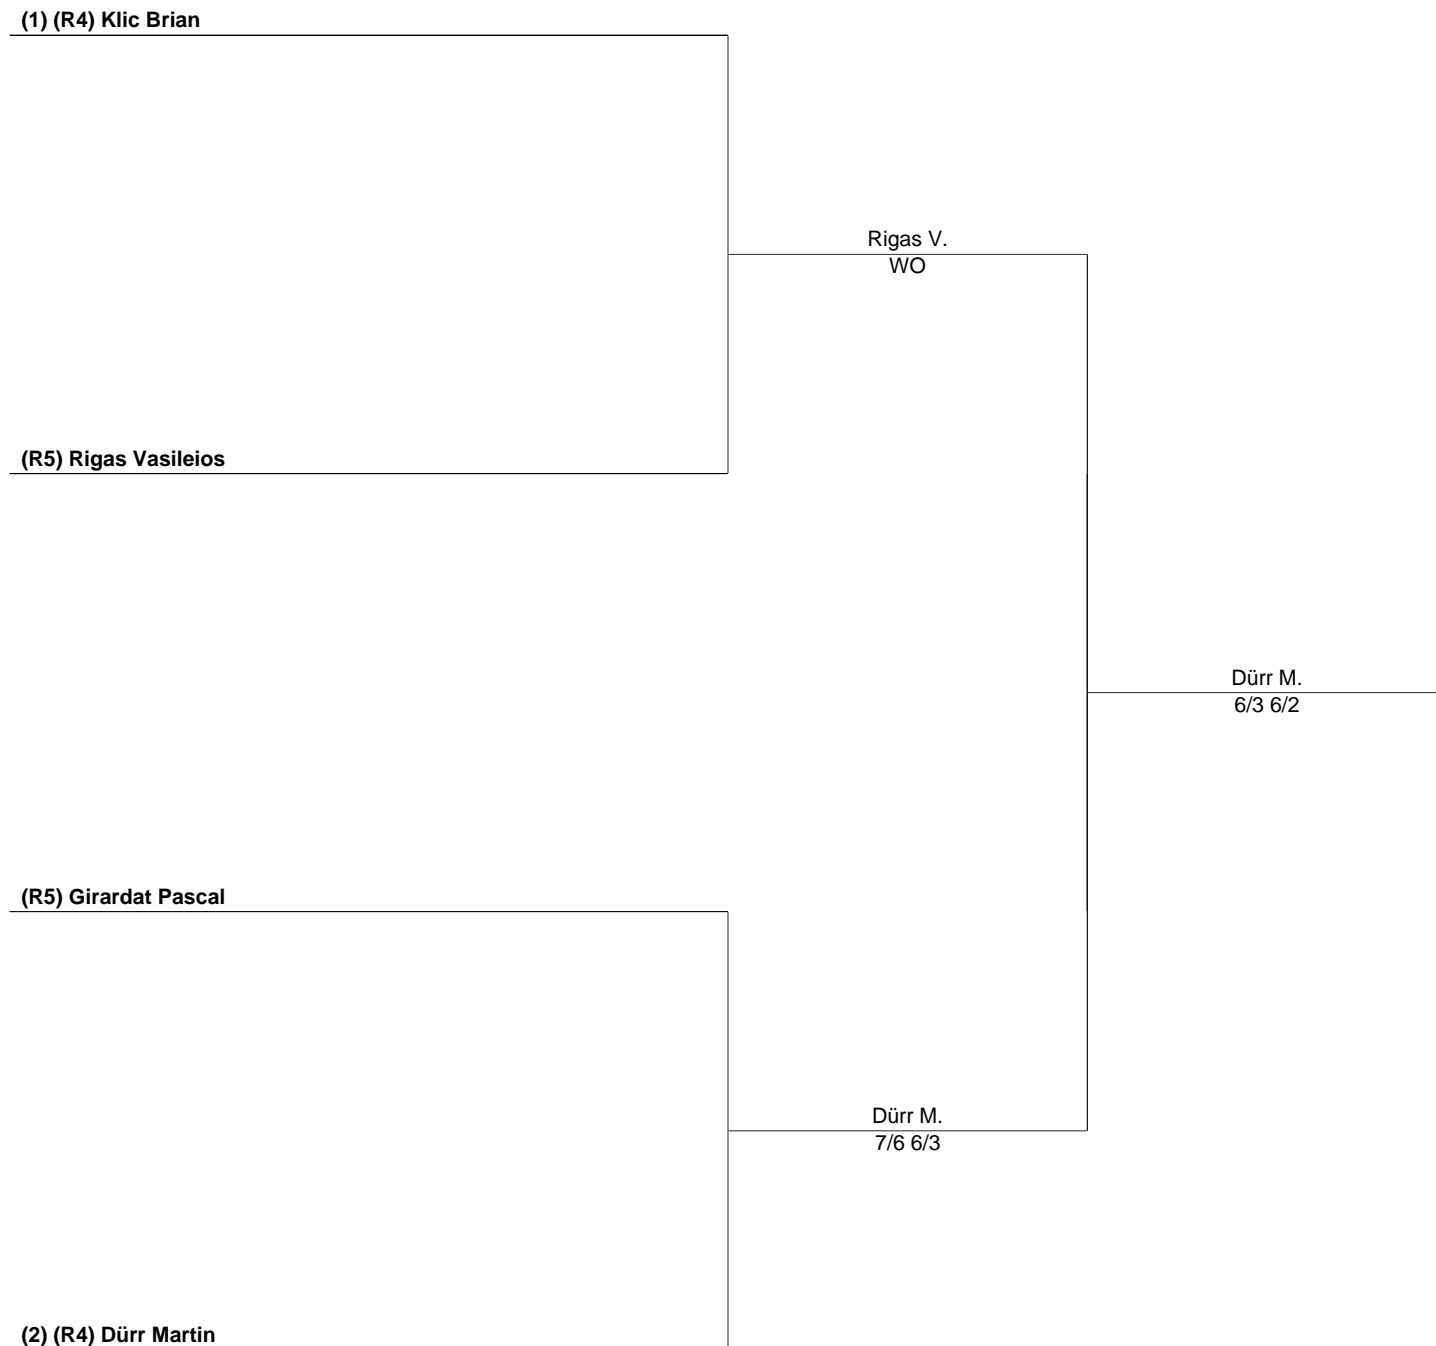 (1) (R4) Klic Brian
Rigas V.
WO
(R5) Rigas Vasileios
Dürr M.
6/3 6/2
(R5) Girardat Pascal
Dürr M.
7/6 6/3
(2) (R4) Dürr Martin